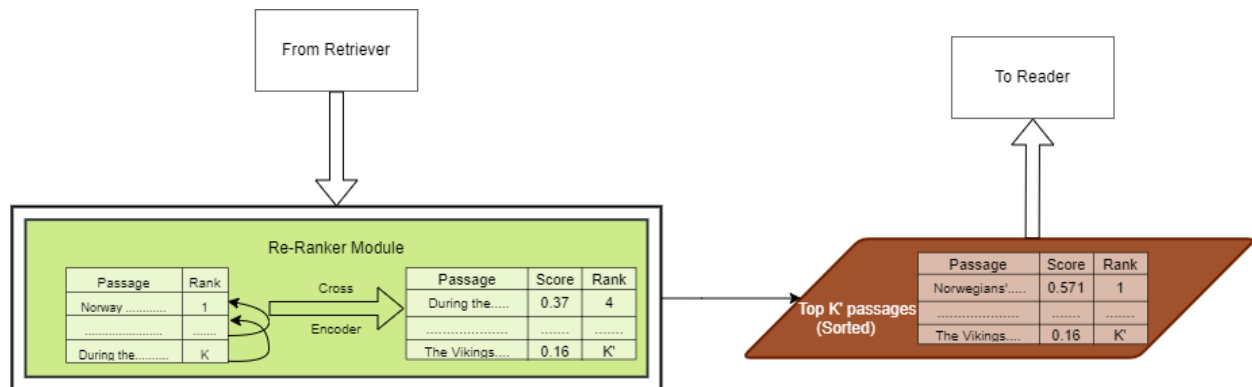 From Retriever
To Reader
Re-Ranker Module
Passage Rank
Norway ............ 1
....................... .......
During the.......... K
Cross
Encoder
Passage Score Rank
During the..... 0.37 4
...................... ....... .....
The Vikings.... 0.16 K'
Top K' passages
(Sorted)
Passage Score Rank
Norwegians'..... 0.571 1
...................... ....... .....
The Vikings.... 0.16 K'